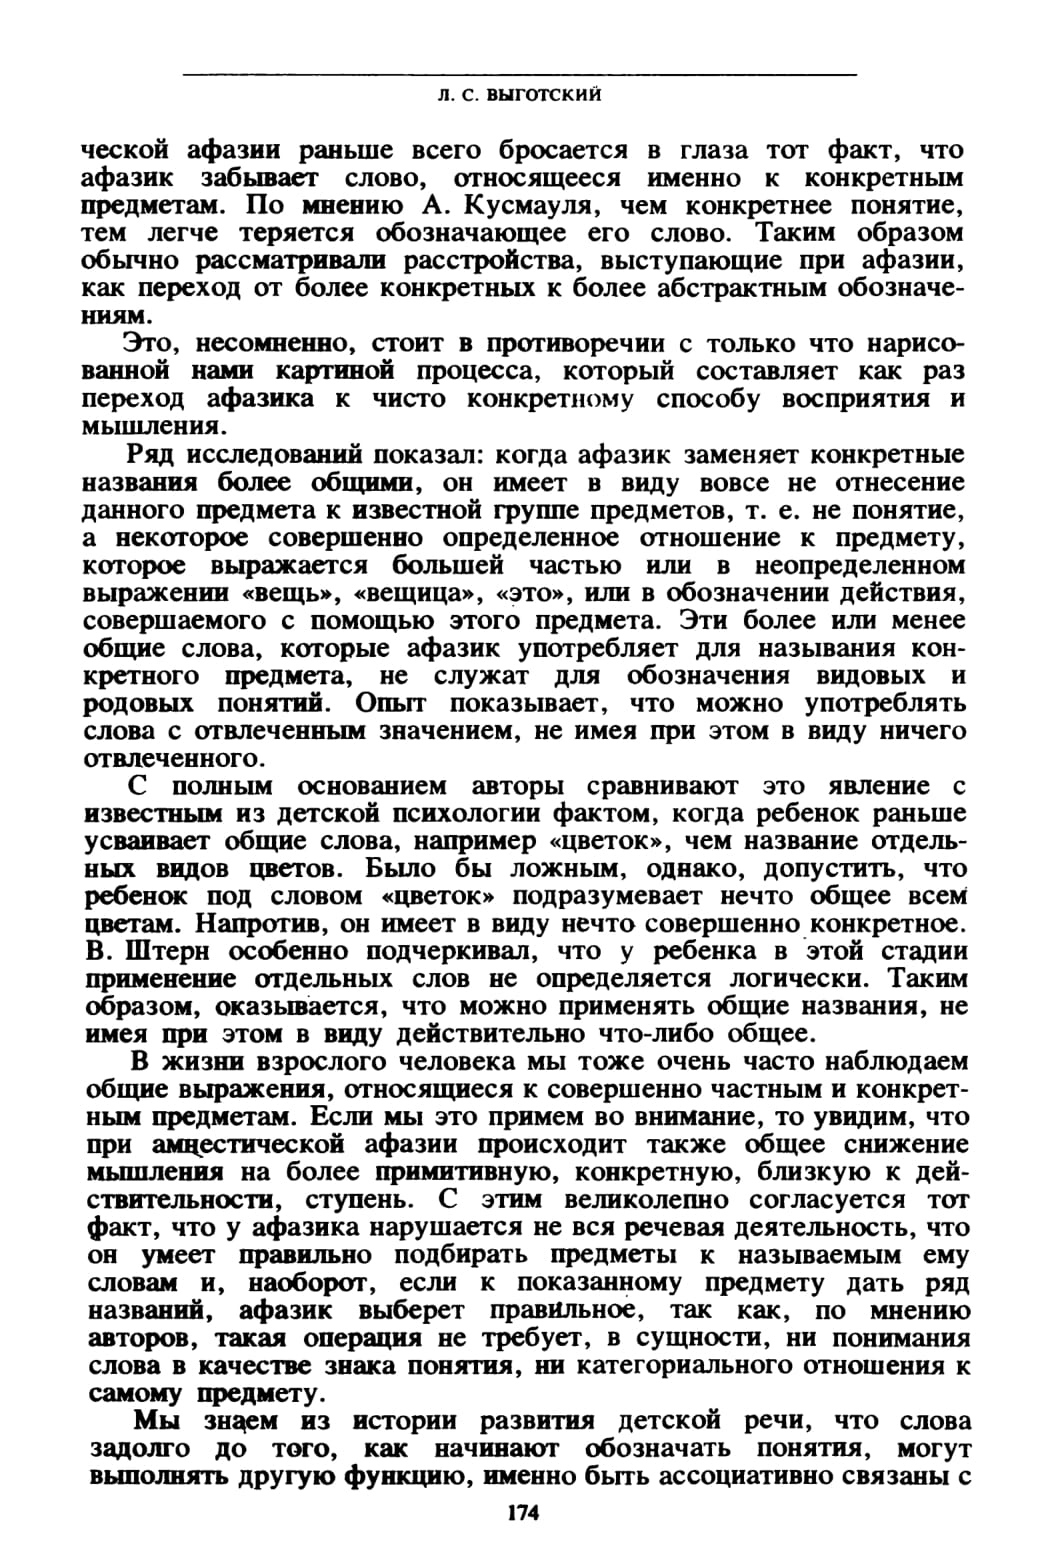 Л. С. ВЫГОТСКИЙ
ческой афазии раньше всего бросается в глаза тот факт, что
афазик забывает слово, относящееся именно к конкретным
предметам. По мнению А. Кусмауля, чем конкретнее понятие,
тем легче теряется обозначающее его слово. Таким образом
обычно рассматривали расстройства, выступающие при афазии,
как переход от более конкретных к более абстрактным обозначе-
ниям.
Это, несомненно, стоит в противоречии с только что нарисо-
ванной нами картиной процесса, который составляет как раз
переход афазика к чисто конкретному способу восприятия и
мышления.
Ряд исследований показал: когда афазик заменяет конкретные
названия более общими, он имеет в виду вовсе не отнесение
данного предмета к известной группе предметов, т. е. не понятие,
а некоторое совершенно определенное отношение к предмету,
которое выражается большей частью или в неопределенном
выражении «вещь», «вещица», «это», или в обозначении действия,
совершаемого с помощью этого предмета. Эти более или менее
общие слова, которые афазик употребляет для называния кон-
кретного предмета, не служат для обозначения видовых и
родовых понятий. Опыт показывает, что можно употреблять
слова с отвлеченным значением, не имея при этом в виду ничего
отвлеченного.
С полным основанием авторы сравнивают это явление с
известным из детской психологии фактом, когда ребенок раньше
усваивает общие слова, например «цветок», чем название отдель-
ных видов цветов. Было бы ложным, однако, допустить, что
ребенок под словом «цветок» подразумевает нечто общее всем
цветам. Напротив, он имеет в виду нечто совершенно конкретное.
В. Штерн особенно подчеркивал, что у ребенка в этой стадии
применение отдельных слов не определяется логически. Таким
образом, оказывается, что можно применять общие названия, не
имея при этом в виду действительно что-либо общее.
В жизни взрослого человека мы тоже очень часто наблюдаем
общие выражения, относящиеся к совершенно частным и конкрет-
ным предметам. Если мы это примем во внимание, то увидим, что
при амнестической афазии происходит также общее снижение
мышления на более примитивную, конкретную, близкую к дей-
ствительности, ступень. С этим великолепно согласуется тот
факт, что у афазика нарушается не вся речевая деятельность, что
он умеет правильно подбирать предметы к называемым ему
словам и, наоборот, если к показанному предмету дать ряд
названий, афазик выберет правильное, так как, по мнению
авторов, такая операция не требует, в сущности, ни понимания
слова в качестве знака понятия, ни категориального отношения к
самому предмету.
Мы знаем из истории развития детской речи, что слова
задолго до того, как начинают обозначать понятия, могут
выполнять другую функцию, именно быть ассоциативно связаны с
174